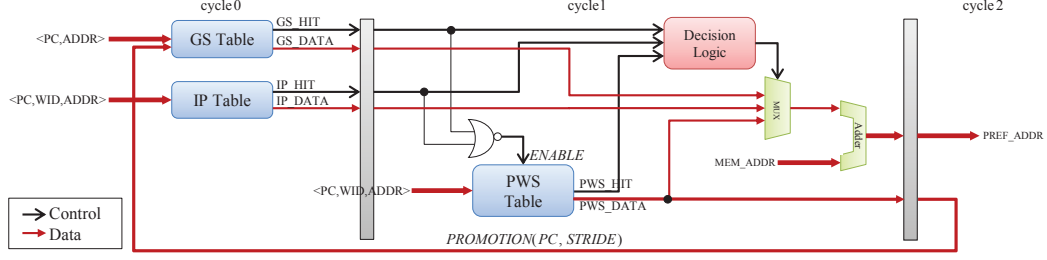 cycle0
cycle1
cycle2
<PC,ADDR>
GS Table
GS_HIT
GS_DATA
Decision
Logic
<PC,WID,ADDR>
IP Table
IP_HIT
IP_DATA
MUX
Adder
PREF_ADDR
MEM_ADDR
ENABLE
<PC,WID,ADDR>
PWS
Table
PWS_HIT
PWS_DATA
Control
Data
PROMOTION(PC, STRIDE)